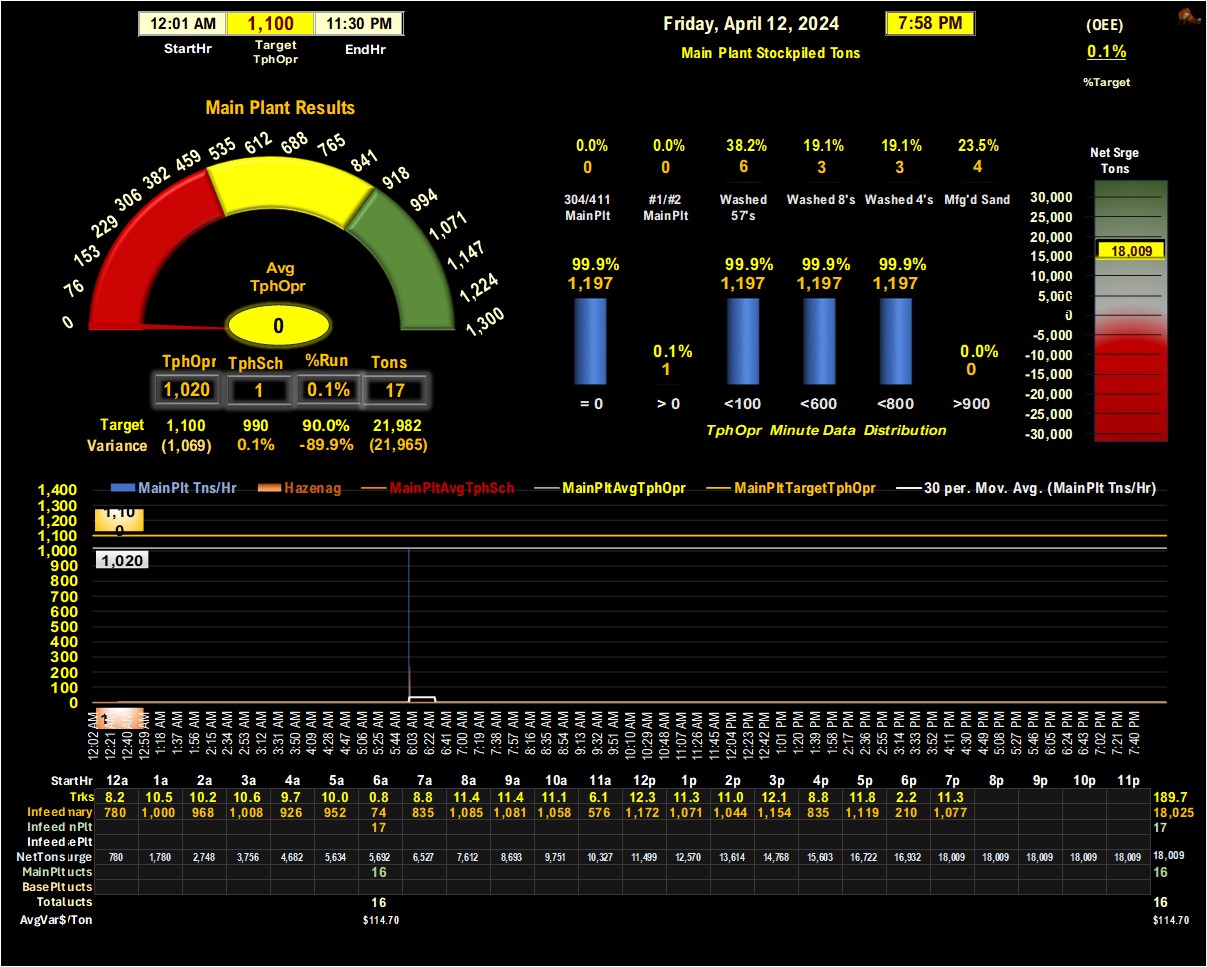 12:01 AM 1,100 11:30 PM
StartHr Target TphOpr EndHr
Friday, April 12, 2024 7:58 PM
Main Plant Stockpiled Tons
(OEE)
0.1%
%Target
Main Plant Results
0 76 153 229 306 382 459 535 612 688 765 841 918 994 1,071 1,147 1,224 1,300
Avg
TphOpr
0
TphOpr TphSch %Run Tons
1,020 1 0.1% 17
Target 1,100 990 90.0% 21,982
Variance (1,069) 0.1% -89.9% (21,965)
0.0% 0.0% 38.2% 19.1% 19.1% 23.5%
0 0 6 3 3 4
304/411 MainPlt #1/#2 MainPlt Washed 57's Washed 8's Washed 4's Mfg'd Sand
99.9% 99.9% 99.9% 99.9%
1,197 1,197 1,197 1,197
0.1% 0.0%
1 0
= 0 > 0 <100 <600 <800 >900
TphOpr Minute Data Distribution
Net Srge
Tons
30,000
25,000
20,000
18,009
15,000
10,000
5,000
0
-5,000
-10,000
-15,000
-20,000
-25,000
-30,000
MainPlt Tns/Hr Hazenag MainPltAvgTphSch MainPltAvgTphOpr MainPltTargetTphOpr 30 per. Mov. Avg. (MainPlt Tns/Hr)
1,400
1,300
1,200
1,100
1,000
900
800
700
600
500
400
300
200
100
0
1,10
0
1,020
12:02 AM 12:21 AM 12:40 AM 12:59 AM 1:18 AM 1:37 AM 1:56 AM 2:15 AM 2:34 AM 2:53 AM 3:12 AM 3:31 AM 3:50 AM 4:09 AM 4:28 AM 4:47 AM 5:06 AM 5:25 AM 5:44 AM 6:03 AM 6:22 AM 6:41 AM 7:00 AM 7:19 AM 7:38 AM 7:57 AM 8:16 AM 8:35 AM 8:54 AM 9:13 AM 9:32 AM 9:51 AM 10:10 AM 10:29 AM 10:48 AM 11:07 AM 11:26 AM 11:45 AM 12:04 PM 12:23 PM 12:42 PM 1:01 PM 1:20 PM 1:39 PM 1:58 PM 2:17 PM 2:36 PM 2:55 PM 3:14 PM 3:33 PM 3:52 PM 4:11 PM 4:30 PM 4:49 PM 5:08 PM 5:27 PM 5:46 PM 6:05 PM 6:24 PM 6:43 PM 7:02 PM 7:21 PM 7:40 PM
StartHr 12a 1a 2a 3a 4a 5a 6a 7a 8a 9a 10a 11a 12p 1p 2p 3p 4p 5p 6p 7p 8p 9p 10p 11p
Trks 8.2 10.5 10.2 10.6 9.7 10.0 0.8 8.8 11.4 11.4 11.1 6.1 12.3 11.3 11.0 12.1 8.8 11.8 2.2 11.3 189.7
Infeed mary 780 1,000 968 1,008 926 952 74 835 1,085 1,081 1,058 576 1,172 1,071 1,044 1,154 835 1,119 210 1,077 18,025
Infeed nPlt 17 17
Infeed ePlt
NetTons urge 780 1,780 2,748 3,756 4,682 5,634 5,692 6,527 7,612 8,693 9,751 10,327 11,499 12,570 13,614 14,768 15,603 16,722 16,932 18,009 18,009 18,009 18,009 18,009 18,009
MainPlt ucts 16 16
BasePlt ucts
Total ucts 16 16
AvgVar$/Ton $114.70 $114.70